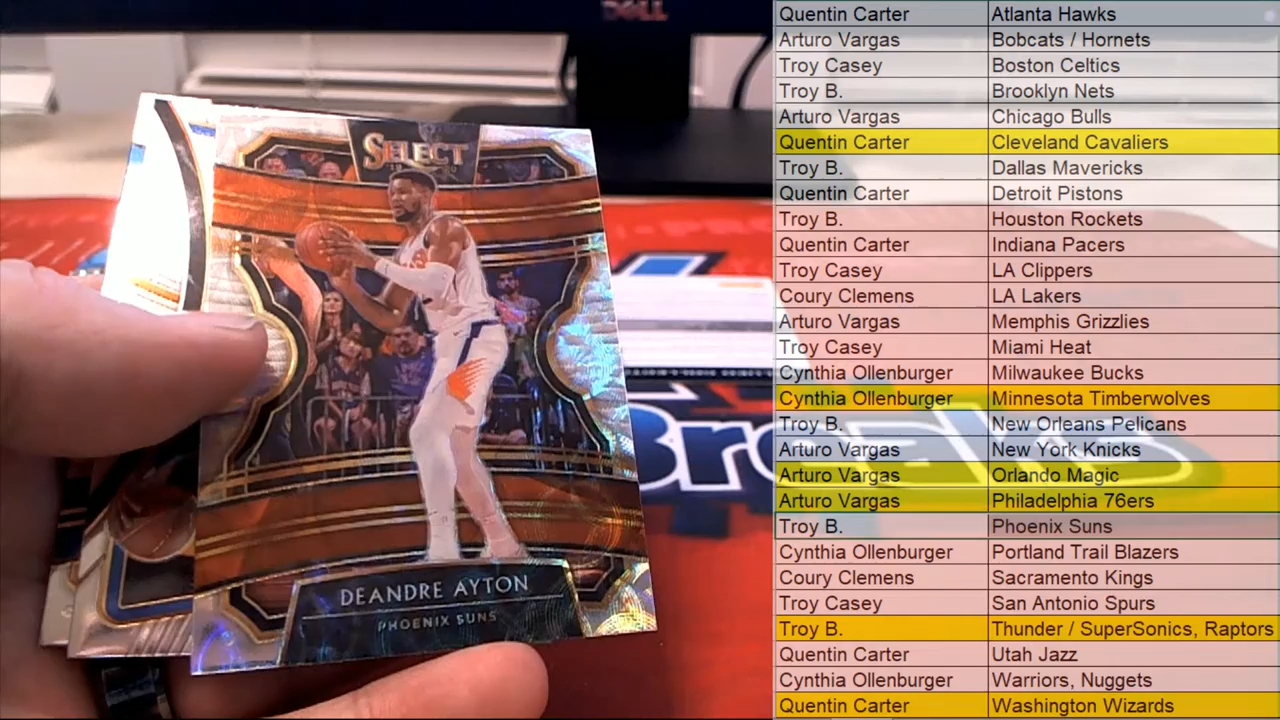 DELL
SELECT
DEANDRE AYTON
PHOENIX SUNS
Breaks
Quentin Carter Atlanta Hawks
Arturo Vargas Bobcats / Hornets
Troy Casey Boston Celtics
Troy B. Brooklyn Nets
Arturo Vargas Chicago Bulls
Quentin Carter Cleveland Cavaliers
Troy B. Dallas Mavericks
Quentin Carter Detroit Pistons
Troy B. Houston Rockets
Quentin Carter Indiana Pacers
Troy Casey LA Clippers
Coury Clemens LA Lakers
Arturo Vargas Memphis Grizzlies
Troy Casey Miami Heat
Cynthia Ollenburger Milwaukee Bucks
Cynthia Ollenburger Minnesota Timberwolves
Troy B. New Orleans Pelicans
Arturo Vargas New York Knicks
Arturo Vargas Orlando Magic
Arturo Vargas Philadelphia 76ers
Troy B. Phoenix Suns
Cynthia Ollenburger Portland Trail Blazers
Coury Clemens Sacramento Kings
Troy Casey San Antonio Spurs
Troy B. Thunder / SuperSonics, Raptors
Quentin Carter Utah Jazz
Cynthia Ollenburger Warriors, Nuggets
Quentin Carter Washington Wizards